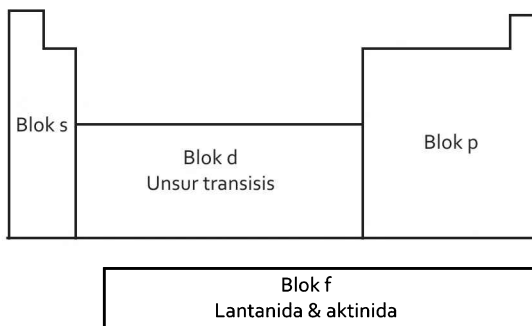 Blok s
Blok d
Unsur transisis
Blok p
Blok f
Lantanida & aktinida